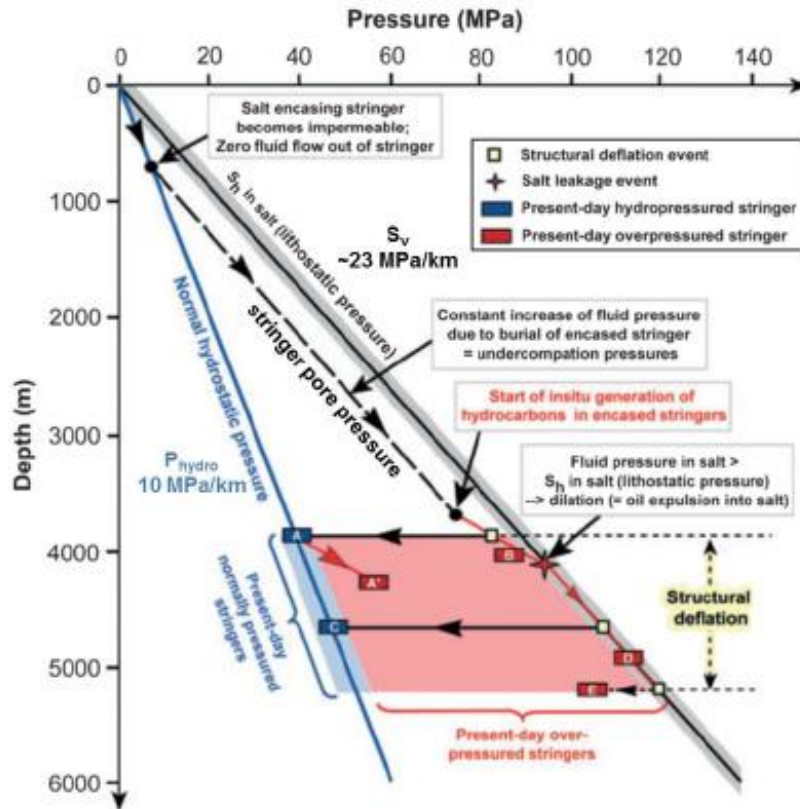 Pressure (MPa)
0 20 40 60 80 100 120 140
Depth (m)
0
1000
2000
3000
4000
5000
6000
Salt encasing stringer
becomes impermeable;
Zero fluid flow out of stringer
Structural deflation event
Salt leakage event
Present-day hydropressured stringer
Present-day overpressured stringer
Sh in salt (lithostatic pressure)
Sv
~23 MPa/km
Normal hydrostatic pressure
stringer pore pressure
Constant increase of fluid pressure
due to burial of encased stringer
= undercompation pressures
Start of insitu generation of
hydrocarbons in encased stringers
Phydro
10 MPa/km
Fluid pressure in salt >
Sh in salt (lithostatic pressure)
--> dilation (= oil expulsion into salt)
A
B
A'
C
D
E
Structural
deflation
Present-day
normally pressured
stringers
Present-day over-
pressured stringers